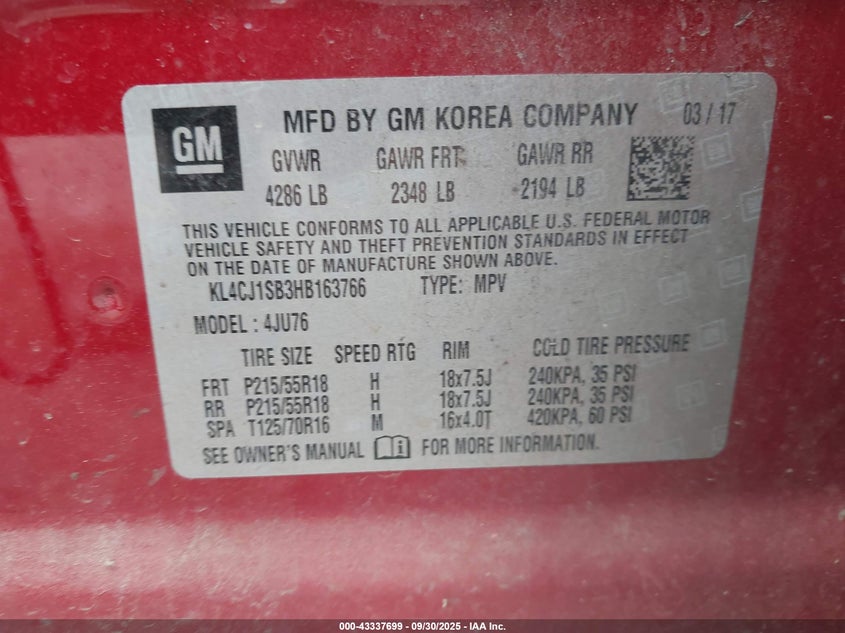 GM
MFD BY GM KOREA COMPANY 03 / 17
GVWR GAWR FRT GAWR RR
4286 LB 2348 LB 2194 LB
THIS VEHICLE CONFORMS TO ALL APPLICABLE U.S. FEDERAL MOTOR
VEHICLE SAFETY AND THEFT PREVENTION STANDARDS IN EFFECT
ON THE DATE OF MANUFACTURE SHOWN ABOVE.
KL4CJ1SB3HB163766 TYPE: MPV
MODEL : 4JU76
TIRE SIZE SPEED RTG RIM COLD TIRE PRESSURE
FRT P215/55R18 H 18x7.5J 240KPA, 35 PSI
RR P215/55R18 H 18x7.5J 240KPA, 35 PSI
SPA T125/70R16 M 16x4.0T 420KPA, 60 PSI
SEE OWNER'S MANUAL FOR MORE INFORMATION.
000-43337699 - 09/30/2025 - IAA Inc.